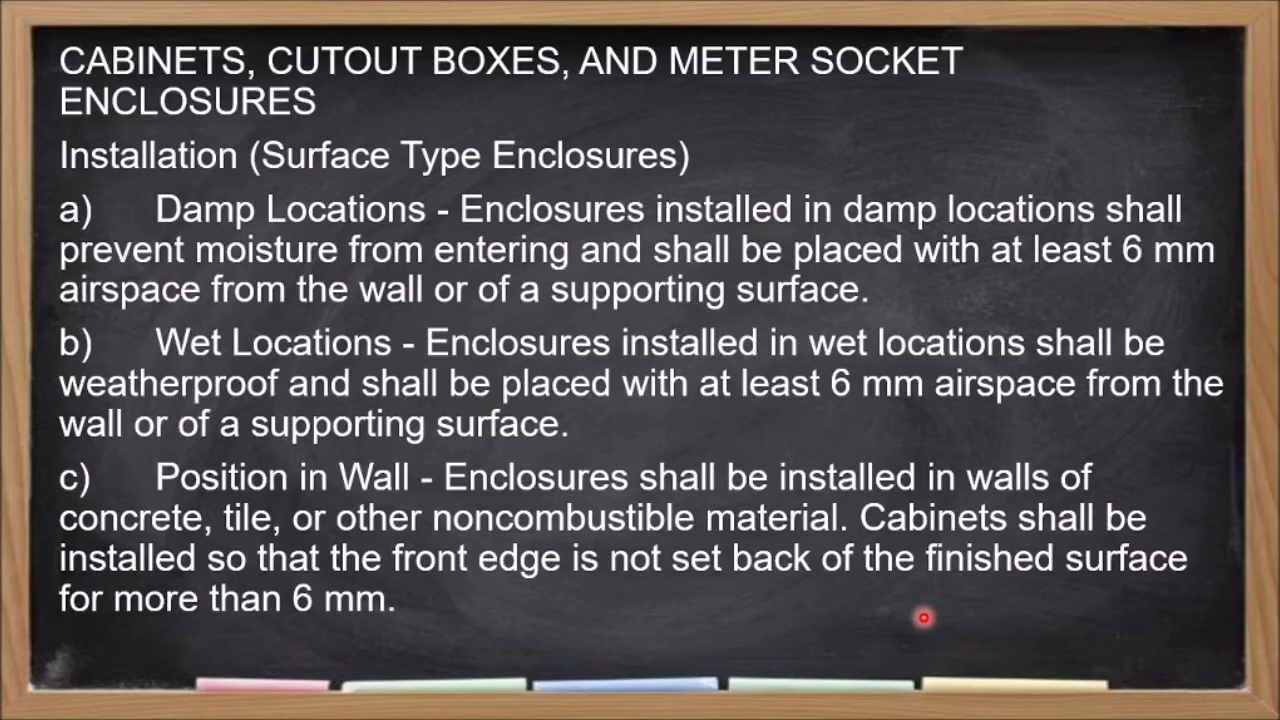 CABINETS, CUTOUT BOXES, AND METER SOCKET
ENCLOSURES
Installation (Surface Type Enclosures)
a) Damp Locations - Enclosures installed in damp locations shall
prevent moisture from entering and shall be placed with at least 6 mm
airspace from the wall or of a supporting surface.
b) Wet Locations - Enclosures installed in wet locations shall be
weatherproof and shall be placed with at least 6 mm airspace from the
wall or of a supporting surface.
c) Position in Wall - Enclosures shall be installed in walls of
concrete, tile, or other noncombustible material. Cabinets shall be
installed so that the front edge is not set back of the finished surface
for more than 6 mm.